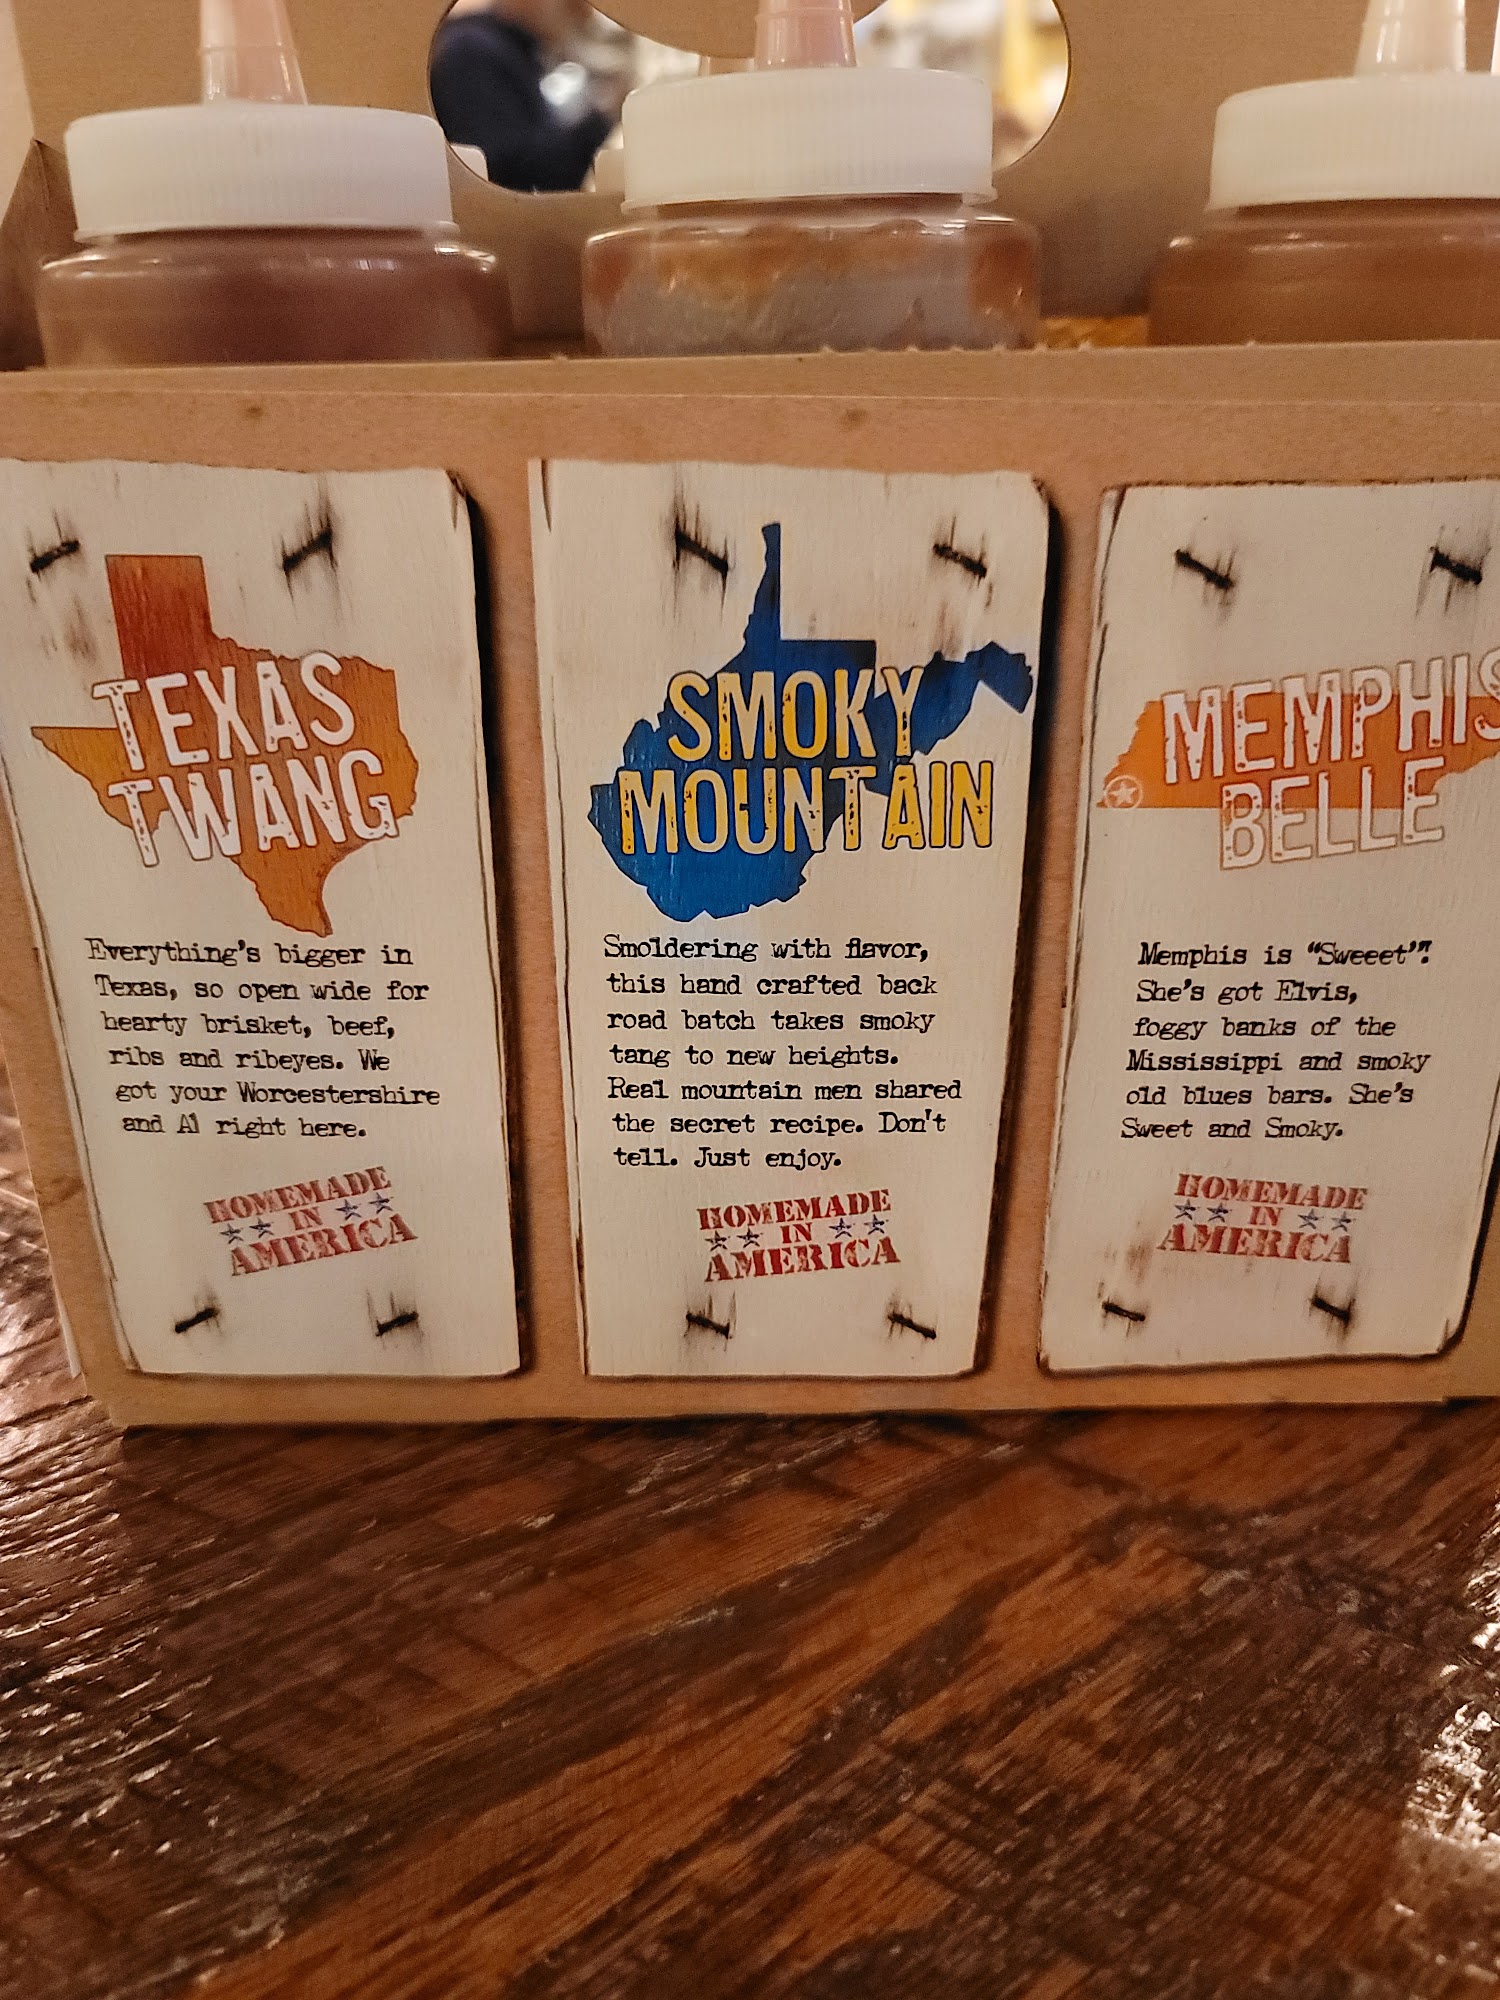 TEXAS
TWANG
Everything's bigger in
Texas, so open wide for
hearty brisket, beef,
ribs and ribeyes. We
got your Worcestershire
and A1 right here.
HOMEMADE
IN
AMERICA
SMOKY
MOUNTAIN
Smoldering with flavor,
this hand crafted back
road batch takes smoky
tang to new heights.
Real mountain men shared
the secret recipe. Don't
tell. Just enjoy.
HOMEMADE
IN
AMERICA
MEMPHIS
BELLE
Memphis is "Sweeet"!
She's got Elvis,
foggy banks of the
Mississippi and smoky
old blues bars. She's
Sweet and Smoky.
HOMEMADE
IN
AMERICA